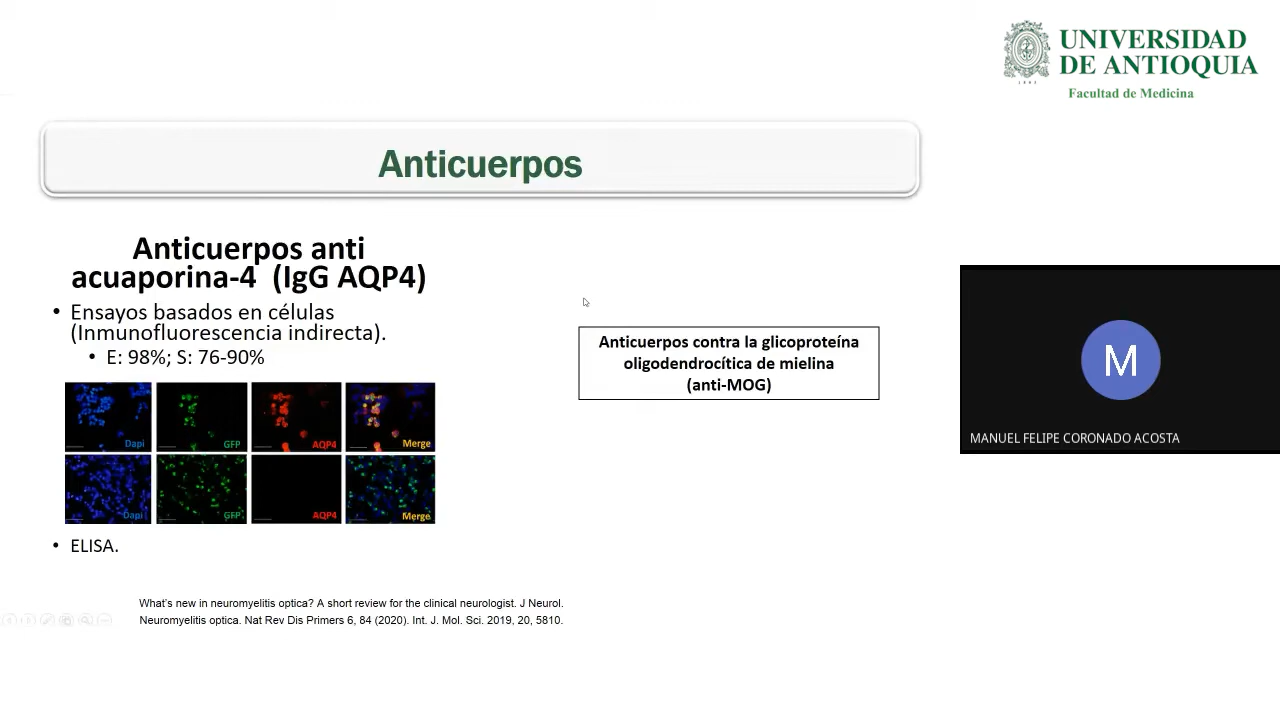 UNIVERSIDAD
DE ANTIOQUIA
Facultad de Medicina
Anticuerpos
Anticuerpos anti
acuaporina-4 (IgG AQP4)
• Ensayos basados en células
(Inmunofluorescencia indirecta).
• E: 98%; S: 76-90%
Dapi GFP AQP4 Merge
Dapi GFP AQP4 Merge
• ELISA.
Anticuerpos contra la glicoproteína
oligodendrocítica de mielina
(anti-MOG)
What's new in neuromyelitis optica? A short review for the clinical neurologist. J Neurol.
Neuromyelitis optica. Nat Rev Dis Primers 6, 84 (2020). Int. J. Mol. Sci. 2019, 20, 5810.
M
MANUEL FELIPE CORONADO ACOSTA